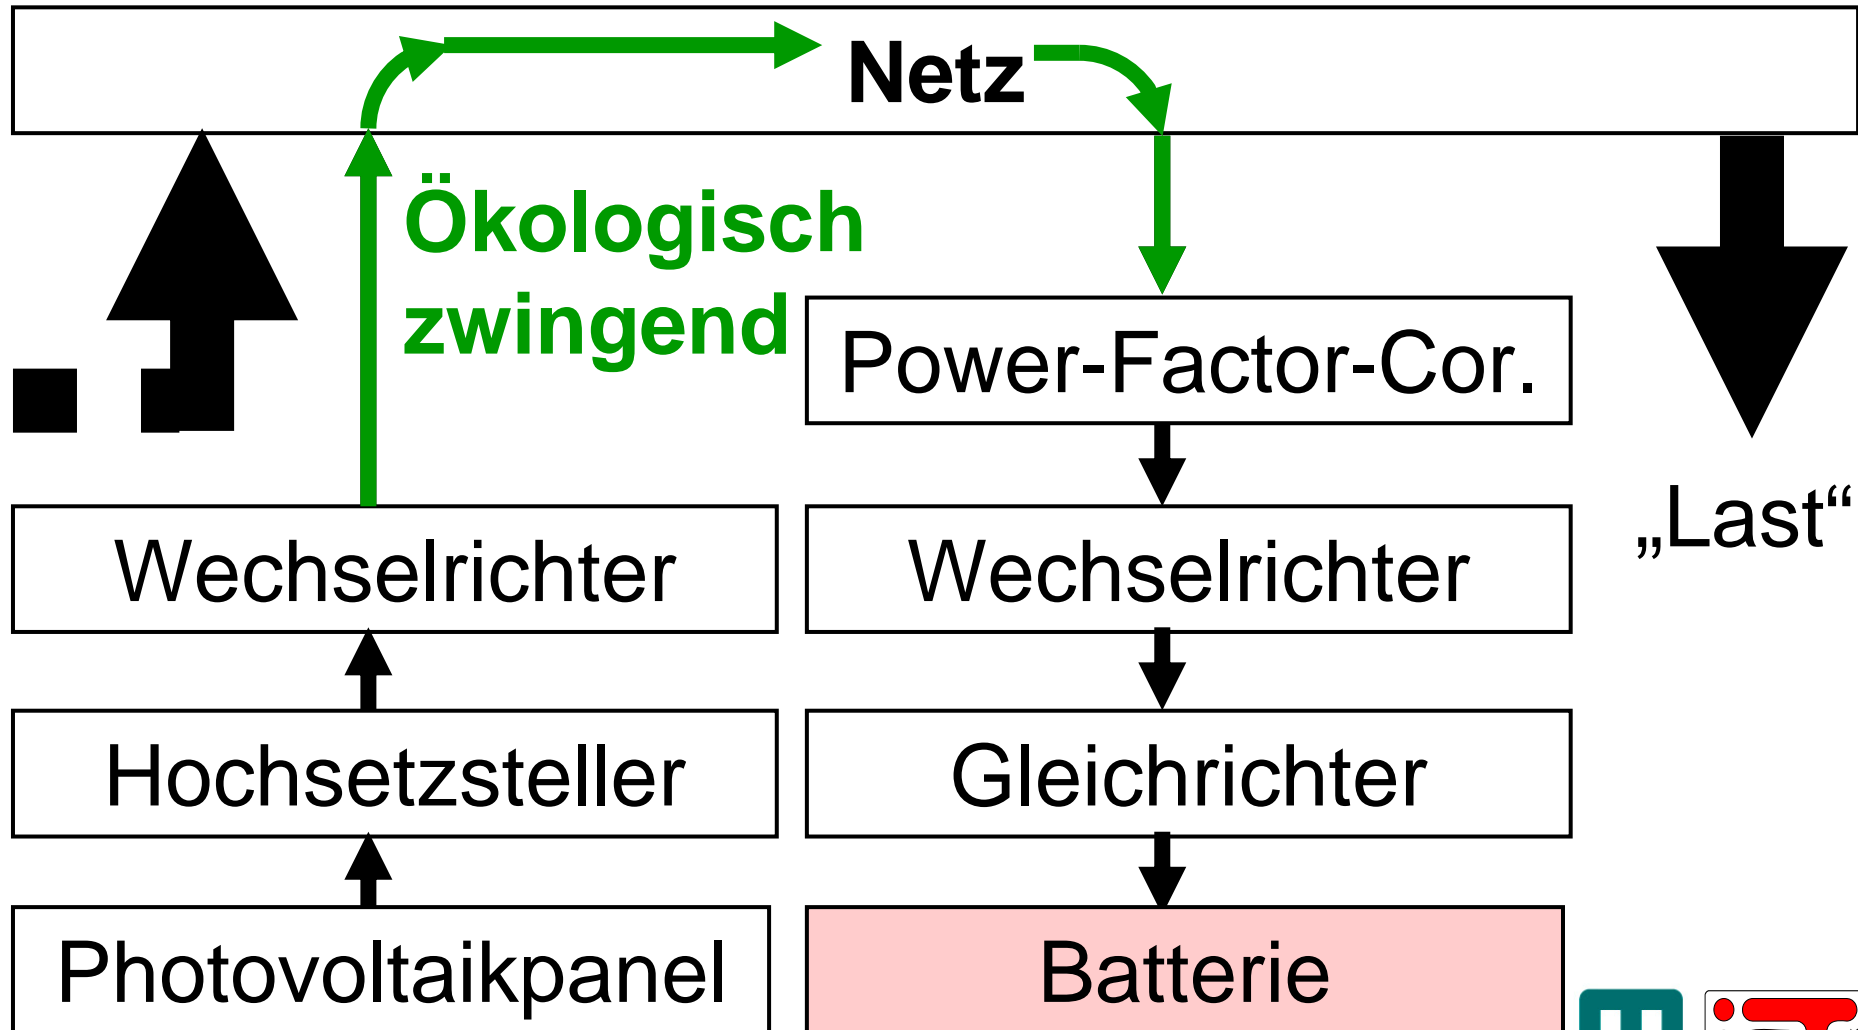 Netz
Ökologisch
zwingend
Power-Factor-Cor.
„Last“
Wechselrichter
Wechselrichter
Hochsetzsteller
Gleichrichter
Photovoltaikpanel
Batterie